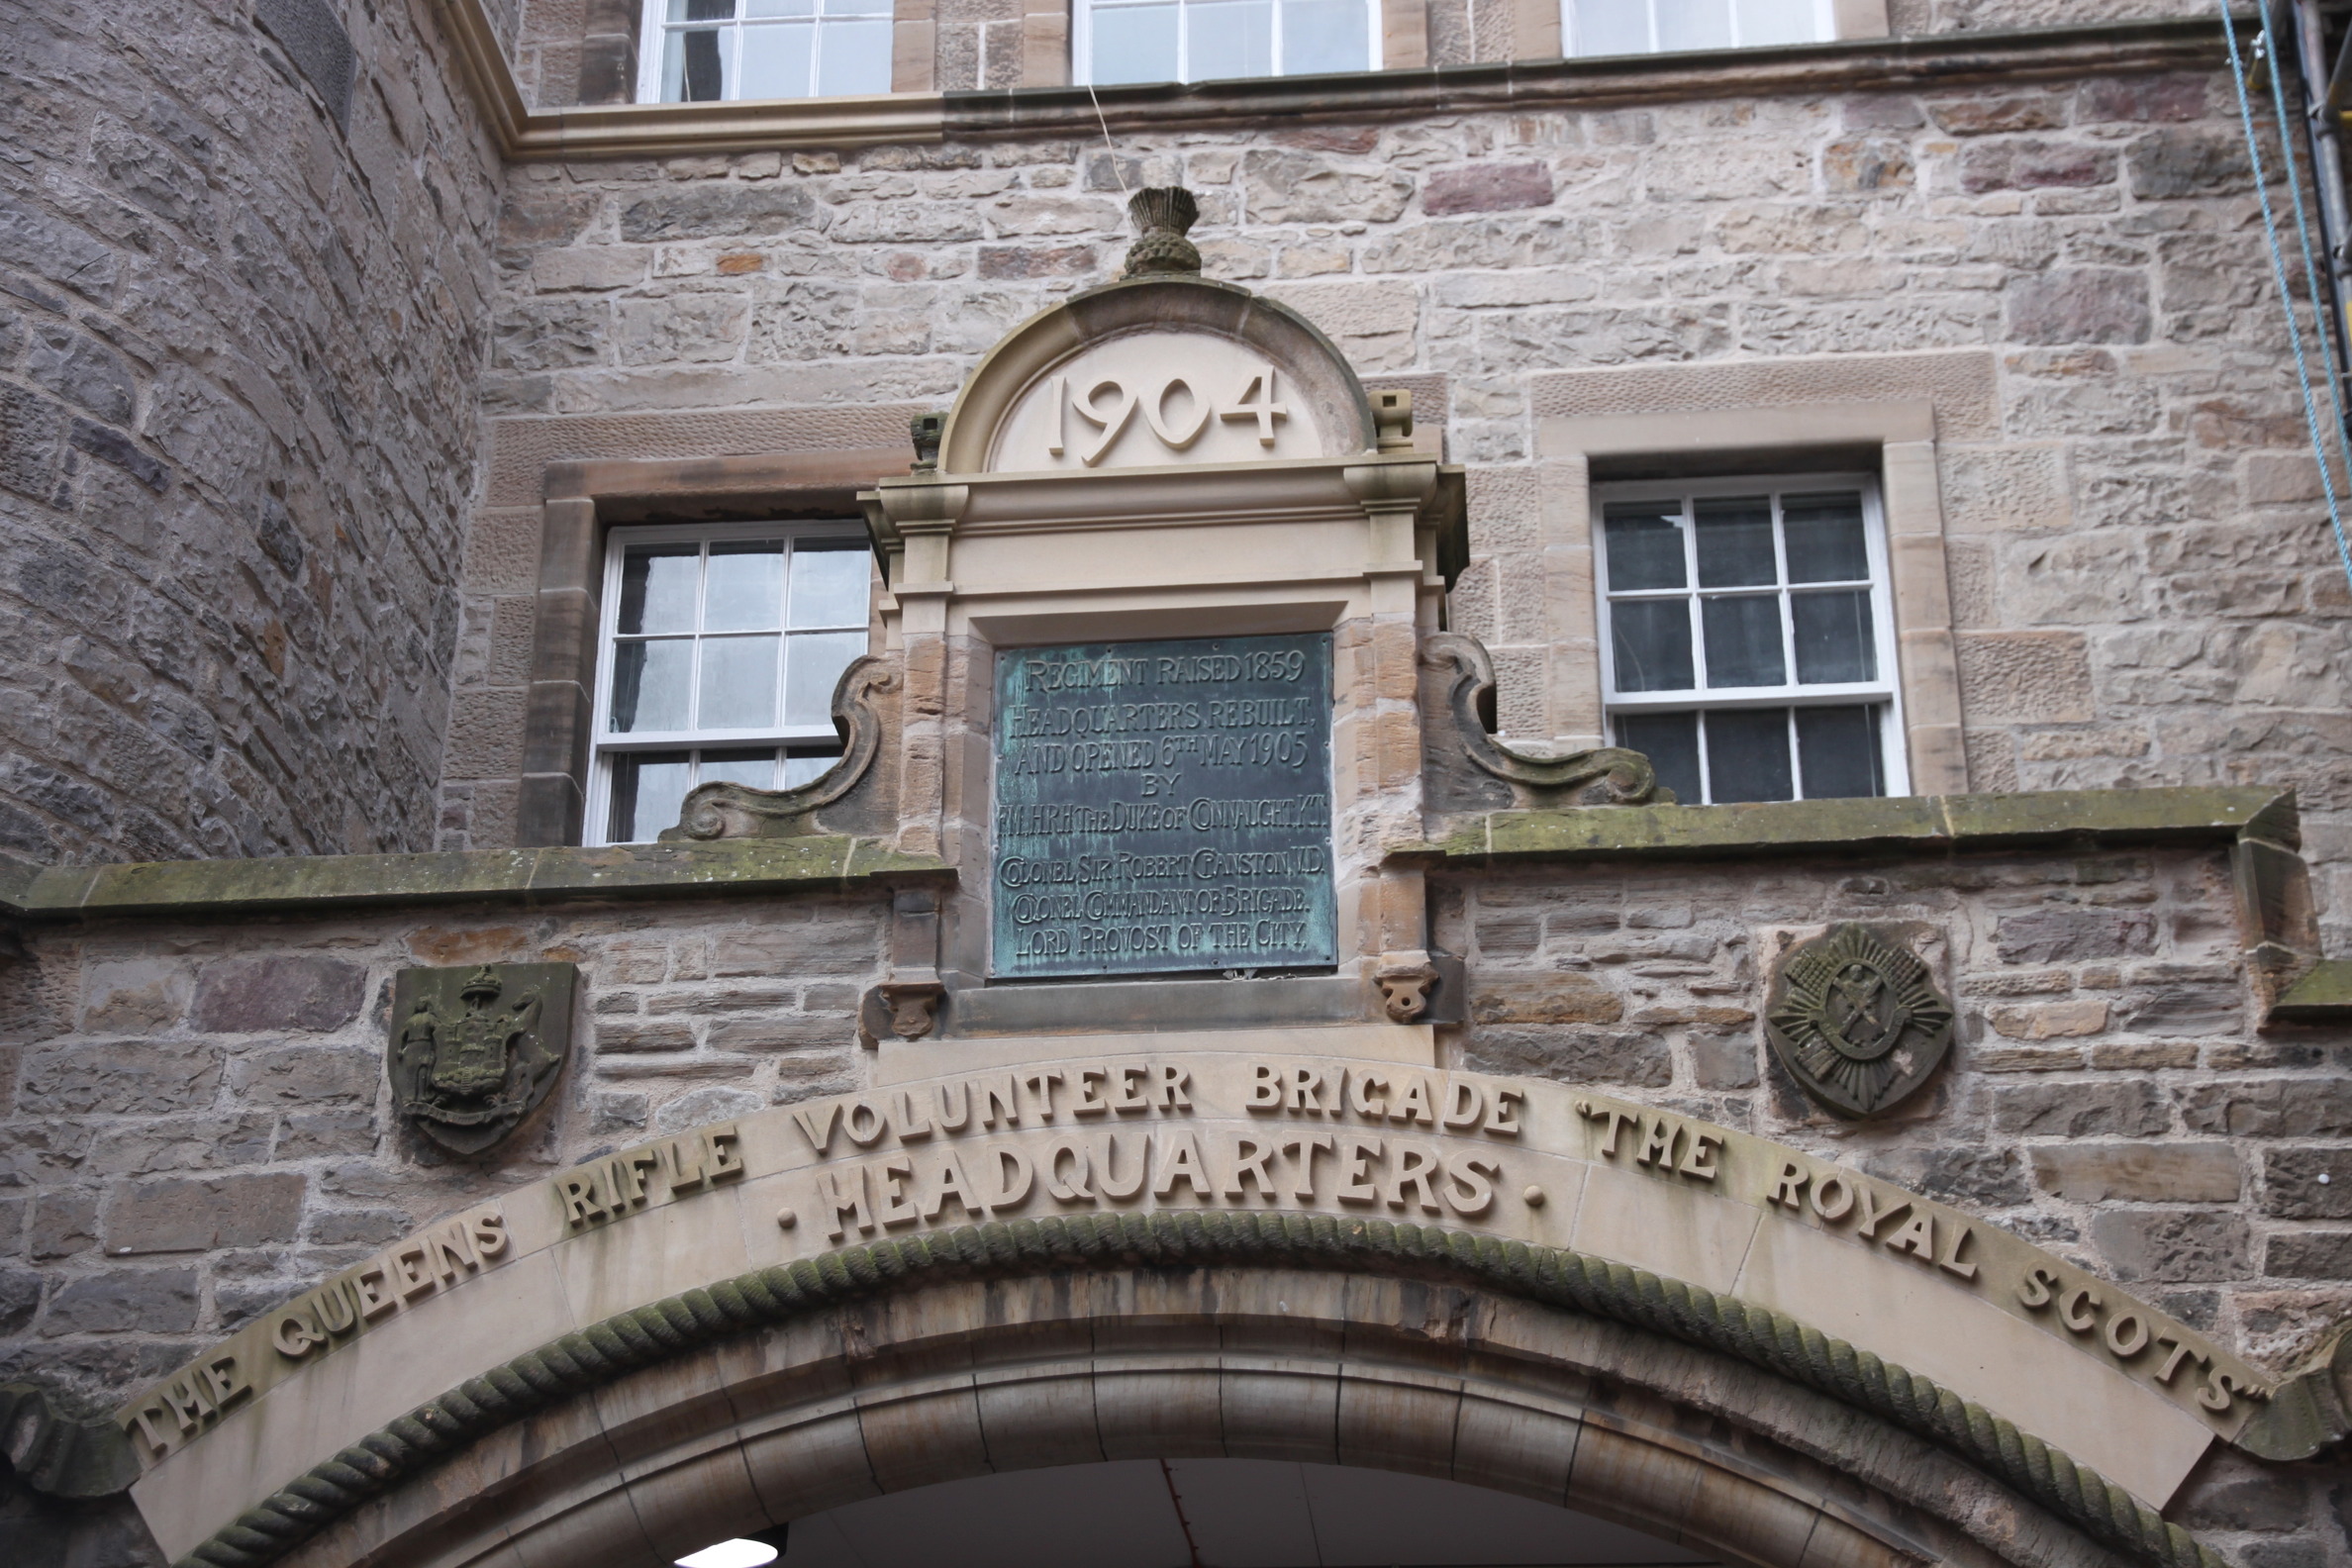 1904
REGIMENT RAISED 1859
HEADQUARTERS REBUILT,
AND OPENED 6TH MAY 1905
BY
F.M. H.R.H. THE DUKE OF CONNAUGHT, K.T.
COLONEL SIR ROBERT CRANSTON, V.D.
COLONEL COMMANDANT OF BRIGADE.
LORD PROVOST OF THE CITY.
THE QUEENS RIFLE VOLUNTEER BRIGADE "THE ROYAL SCOTS"
· HEADQUARTERS ·